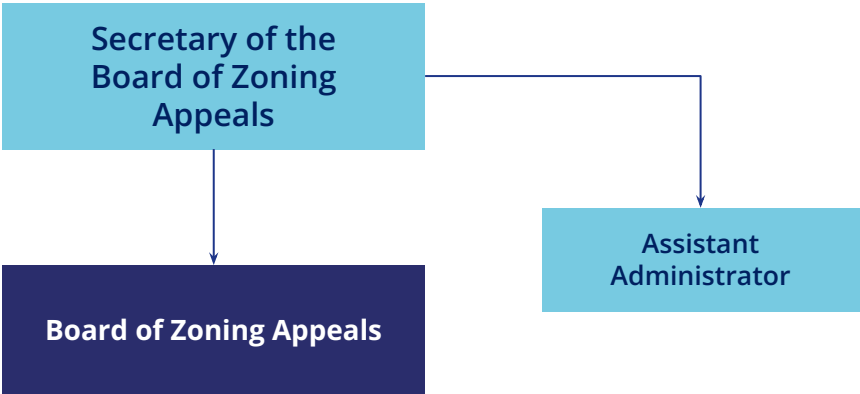 Secretary of the
Board of Zoning
Appeals
Assistant
Administrator
Board of Zoning Appeals